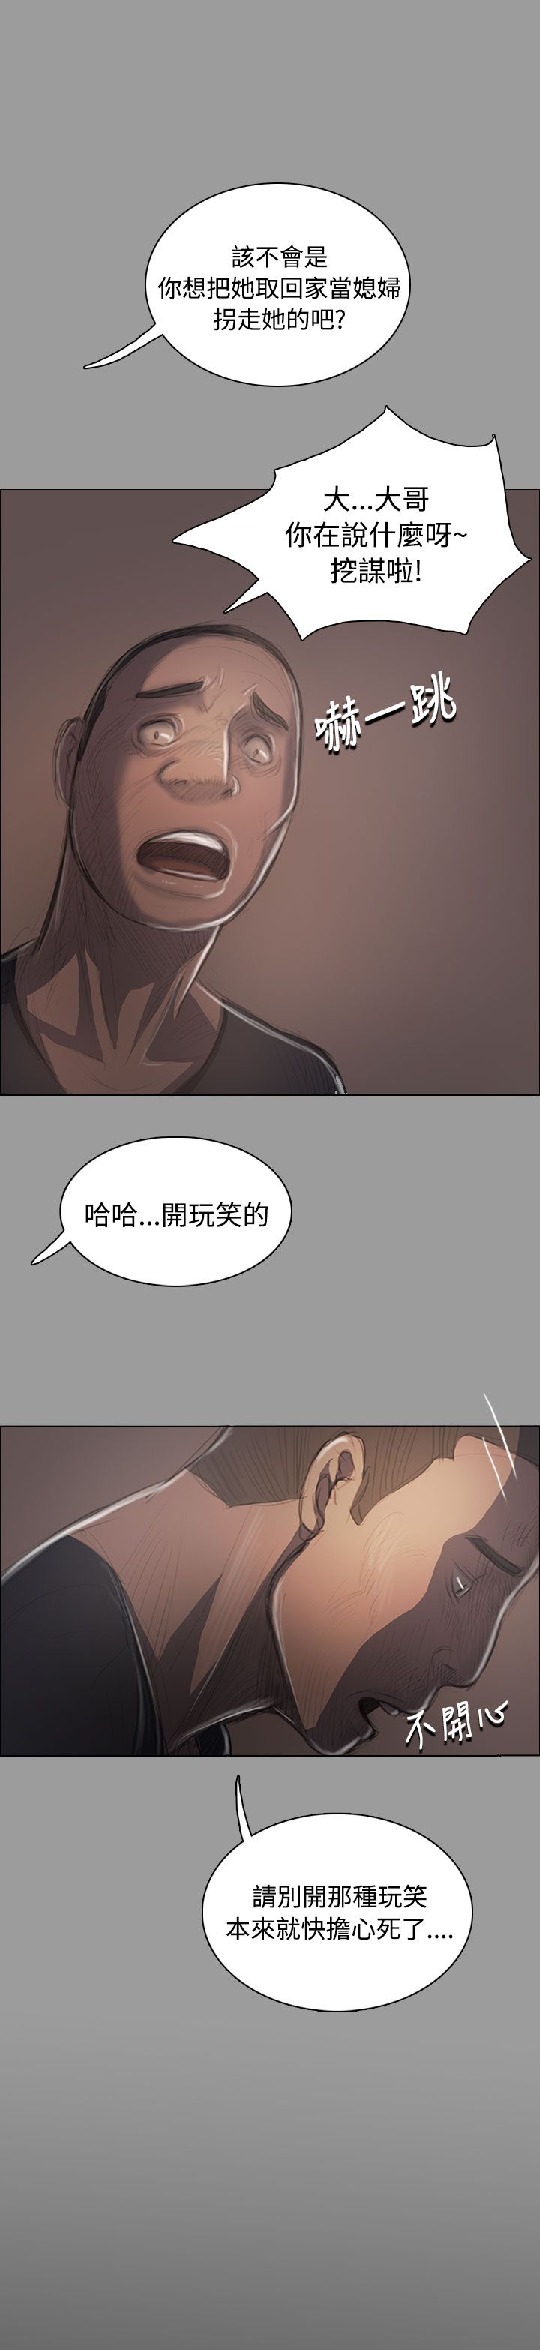 該不會是
你想把她取回家當媳婦
拐走她的吧?
大...大哥
你在說什麼呀~
挖謀啦!
嚇一跳
哈哈...開玩笑的
不開心
請別開那種玩笑
本來就快擔心死了....